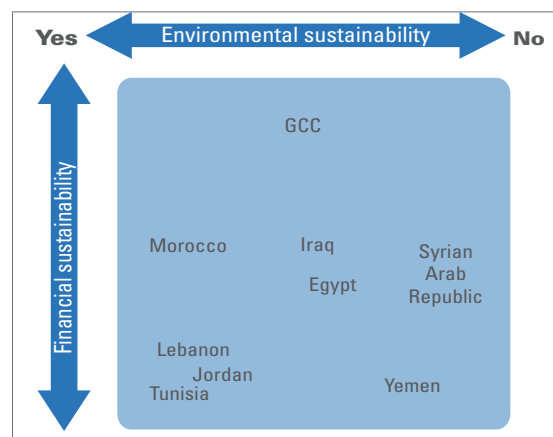 Yes
Environmental sustainability
No
Financial sustainability
GCC
Morocco
Iraq
Syrian
Arab
Republic
Egypt
Lebanon
Jordan
Tunisia
Yemen